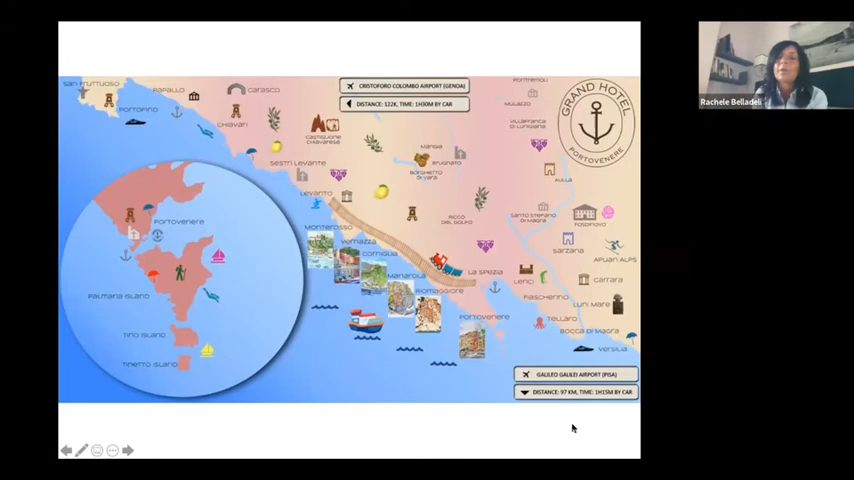 SAN FRUTTUOSO
RAPALLO
CARASCO
CRISTOFORO COLOMBO AIRPORT (GENOA)
DISTANCE: 122K, TIME: 1H30M BY CAR
PONTREMOLI
MULAZZO
VILLAFRANCA
DI LUNIGIANA
GRAND HOTEL
PORTOVENERE
PORTOFINO
CHIAVARI
CASTIGLIONE
CHIAVARESE
SESTRI LEVANTE
BRUGNATO
BORGHETTO
DI VARA
AULLA
LEVANTO
SANTO STEFANO
DI MAGRA
FOSDINOVO
RICCO'
DEL GOLFO
MONTEROSSO
VERNAZZA
CORNIGLIA
MANAROLA
RIOMAGGIORE
SARZANA
APUAN ALPS
LA SPEZIA
LERICI
CARRARA
FIASCHERINO
LUNI MARE
TELLARO
BOCCA DI MAGRA
VERSILIA
PORTOVENERE
PORTOVENERE
PALMARIA ISLAND
TINO ISLAND
TINETTO ISLAND
GALILEO GALILEI AIRPORT (PISA)
DISTANCE: 97 KM, TIME: 1H15M BY CAR
Rachele Belladeli